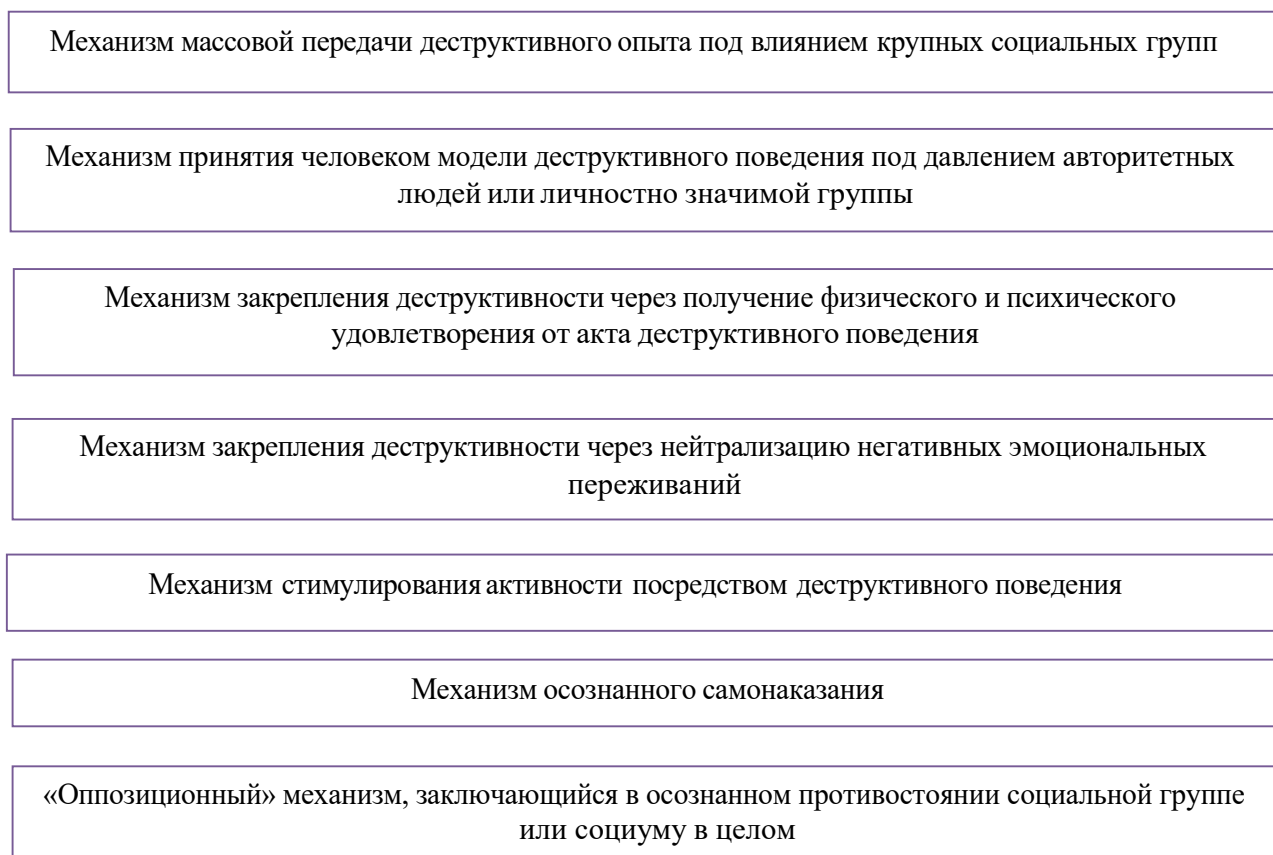 Механизм массовой передачи деструктивного опыта под влиянием крупных социальных групп
Механизм принятия человеком модели деструктивного поведения под давлением авторитетных
людей или личностно значимой группы
Механизм закрепления деструктивности через получение физического и психического
удовлетворения от акта деструктивного поведения
Механизм закрепления деструктивности через нейтрализацию негативных эмоциональных
переживаний
Механизм стимулирования активности посредством деструктивного поведения
Механизм осознанного самонаказания
«Оппозиционный» механизм, заключающийся в осознанном противостоянии социальной группе
или социуму в целом